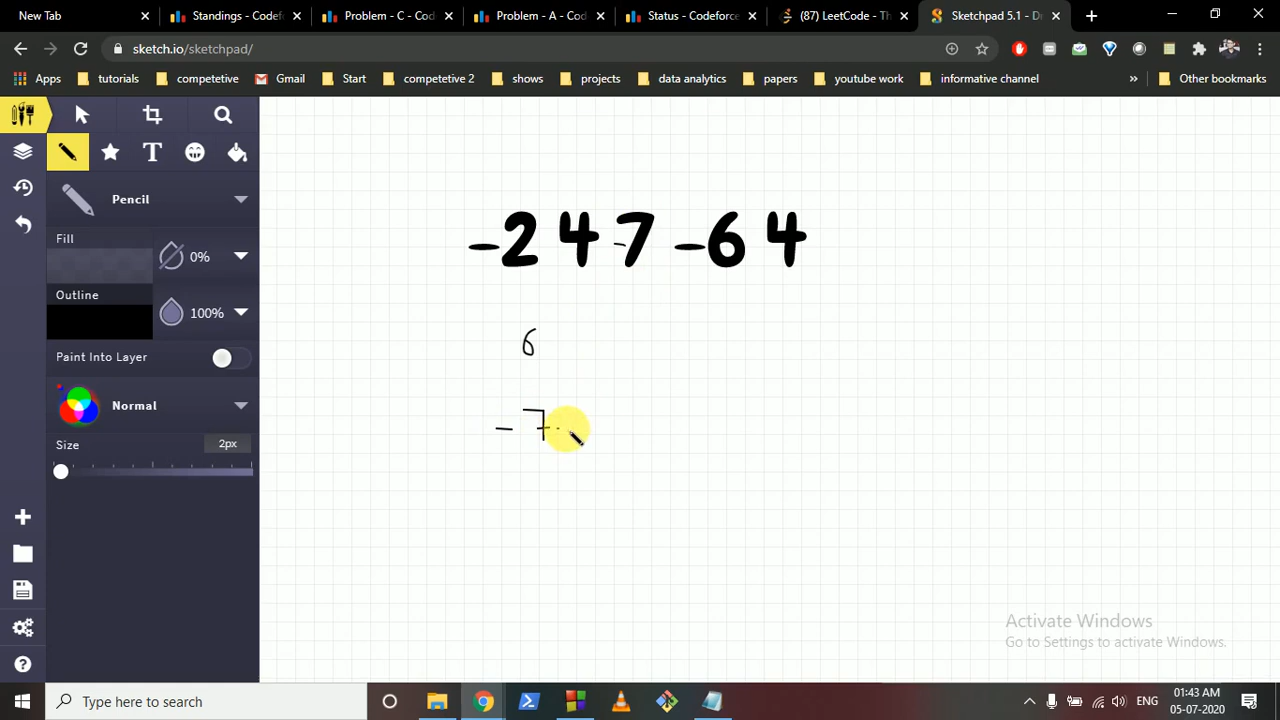 New Tab
Standings - Codef
Problem - C - Cod
Problem - A - Cod
Status - Codeforce
(87) LeetCode - Th
Sketchpad 5.1 - Dr
sketch.io/sketchpad/
Apps
tutorials
competetive
Gmail
Start
competetive 2
shows
projects
data analytics
papers
youtube work
informative channel
»
Other bookmarks
T
Pencil
Fill
0%
Outline
100%
Paint Into Layer
Normal
Size
2px
-2 4 -7 -6 4
6
- 7 -
Activate Windows
Go to Settings to activate Windows.
Type here to search
ENG
01:43 AM
05-07-2020